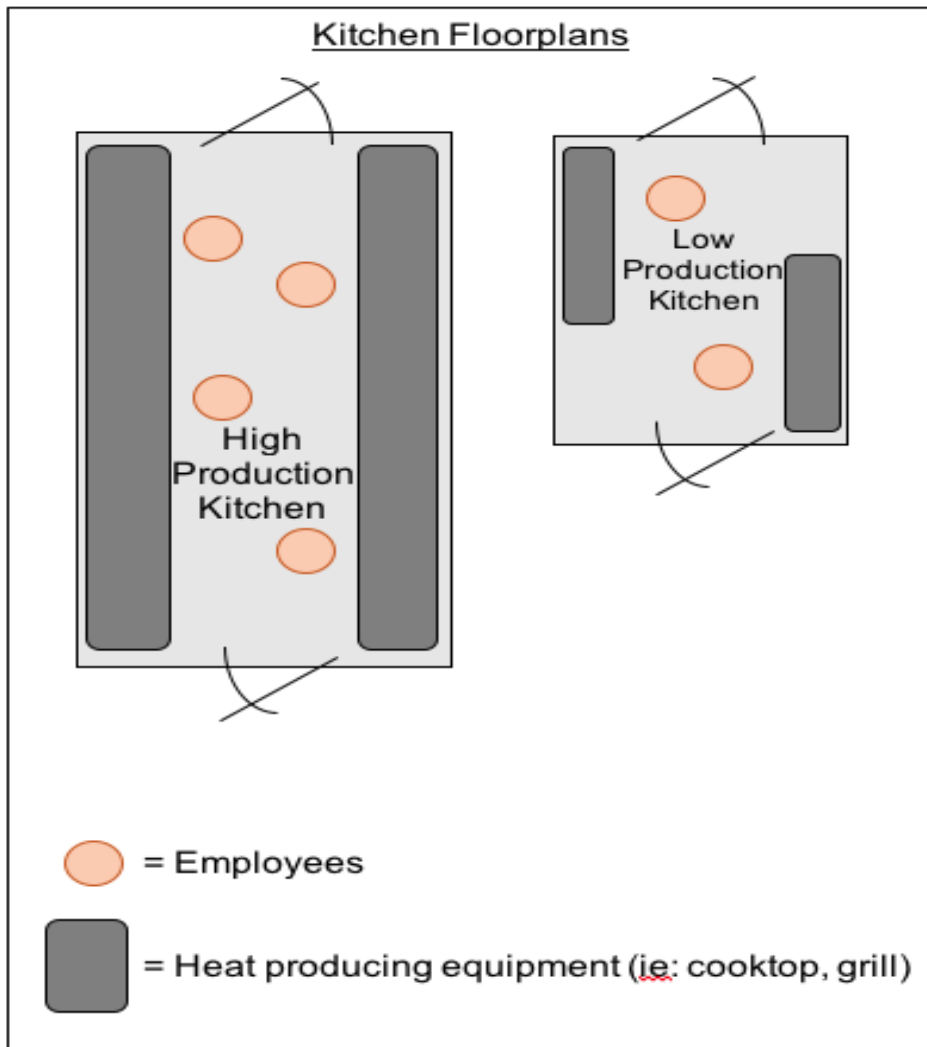 Kitchen Floorplans
Low
Production
Kitchen
High
Production
Kitchen
= Employees
= Heat producing equipment (ie: cooktop, grill)